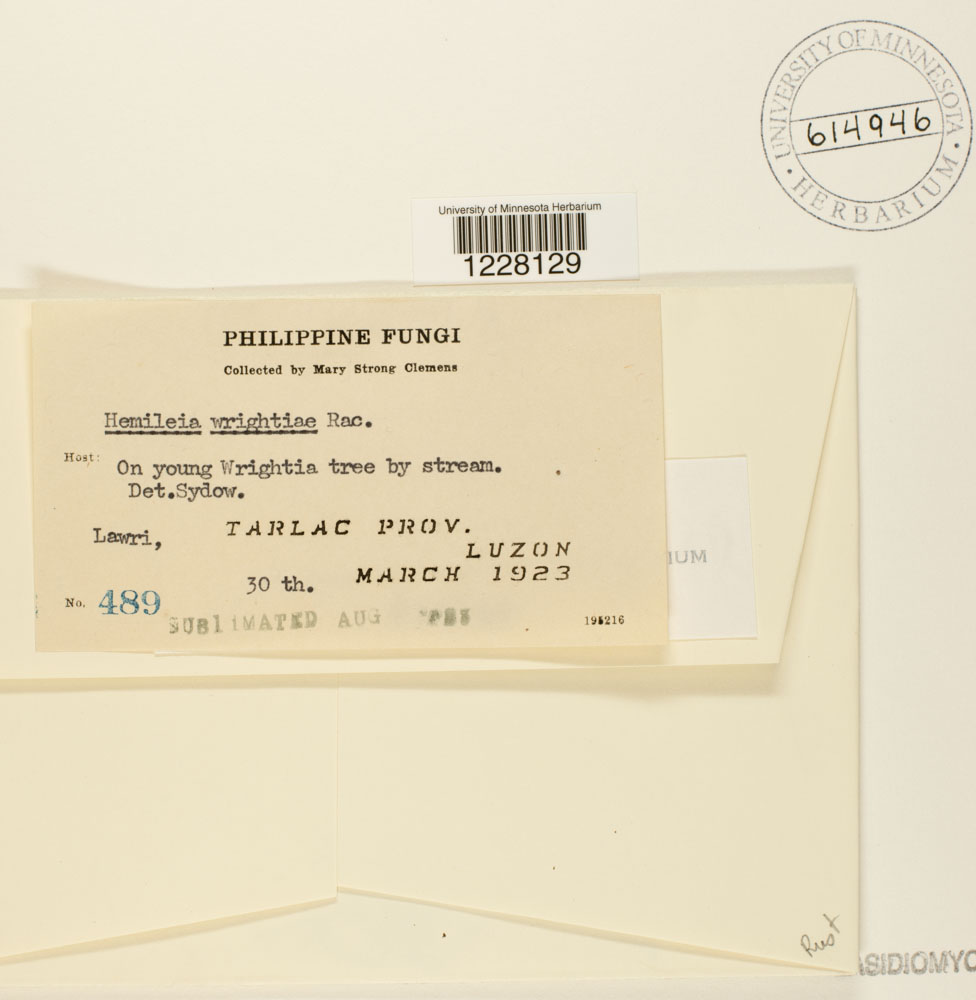 UNIVERSITY OF MINNESOTA
614946
HERBARIUM
University of Minnesota Herbarium
1228129
PHILIPPINE FUNGI
Collected by Mary Strong Clemens
Hemileia wrightiae Rac.
Host: On young Wrightia tree by stream.
Det.Sydow.
Lawri, TARLAC PROV.
LUZON
30 th. MARCH 1923
No. 489
SUBLIMATED AUG
IUM
Rust
ASIDIOMYC